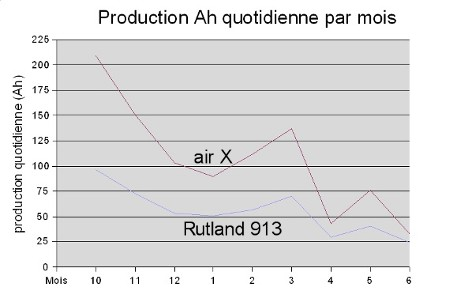 Production Ah quotidienne par mois
production quotidienne (Ah)
225
200
175
150
125
100
75
50
25
0
air X
Rutland 913
Mois 10 11 12 1 2 3 4 5 6